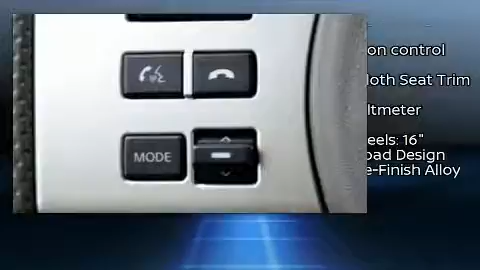 on control
loth Seat Trim
ltmeter
eels: 16"
oad Design
e-Finish Alloy
MODE